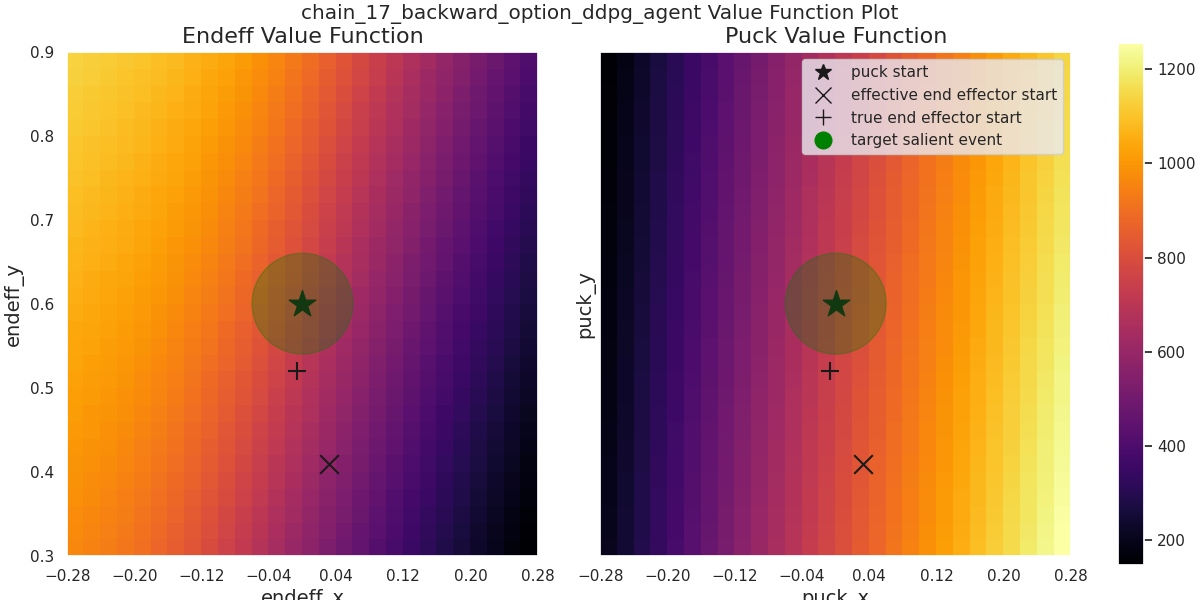 chain_17_backward_option_ddpg_agent Value Function Plot
Endeff Value Function
Puck Value Function
puck start
effective end effector start
true end effector start
target salient event
endeff_y
0.9
0.8
0.7
0.6
0.5
0.4
0.3
−0.28 −0.20 −0.12 −0.04 0.04 0.12 0.20 0.28
endeff_x
puck_y
−0.28 −0.20 −0.12 −0.04 0.04 0.12 0.20 0.28
puck_x
1200
1000
800
600
400
200